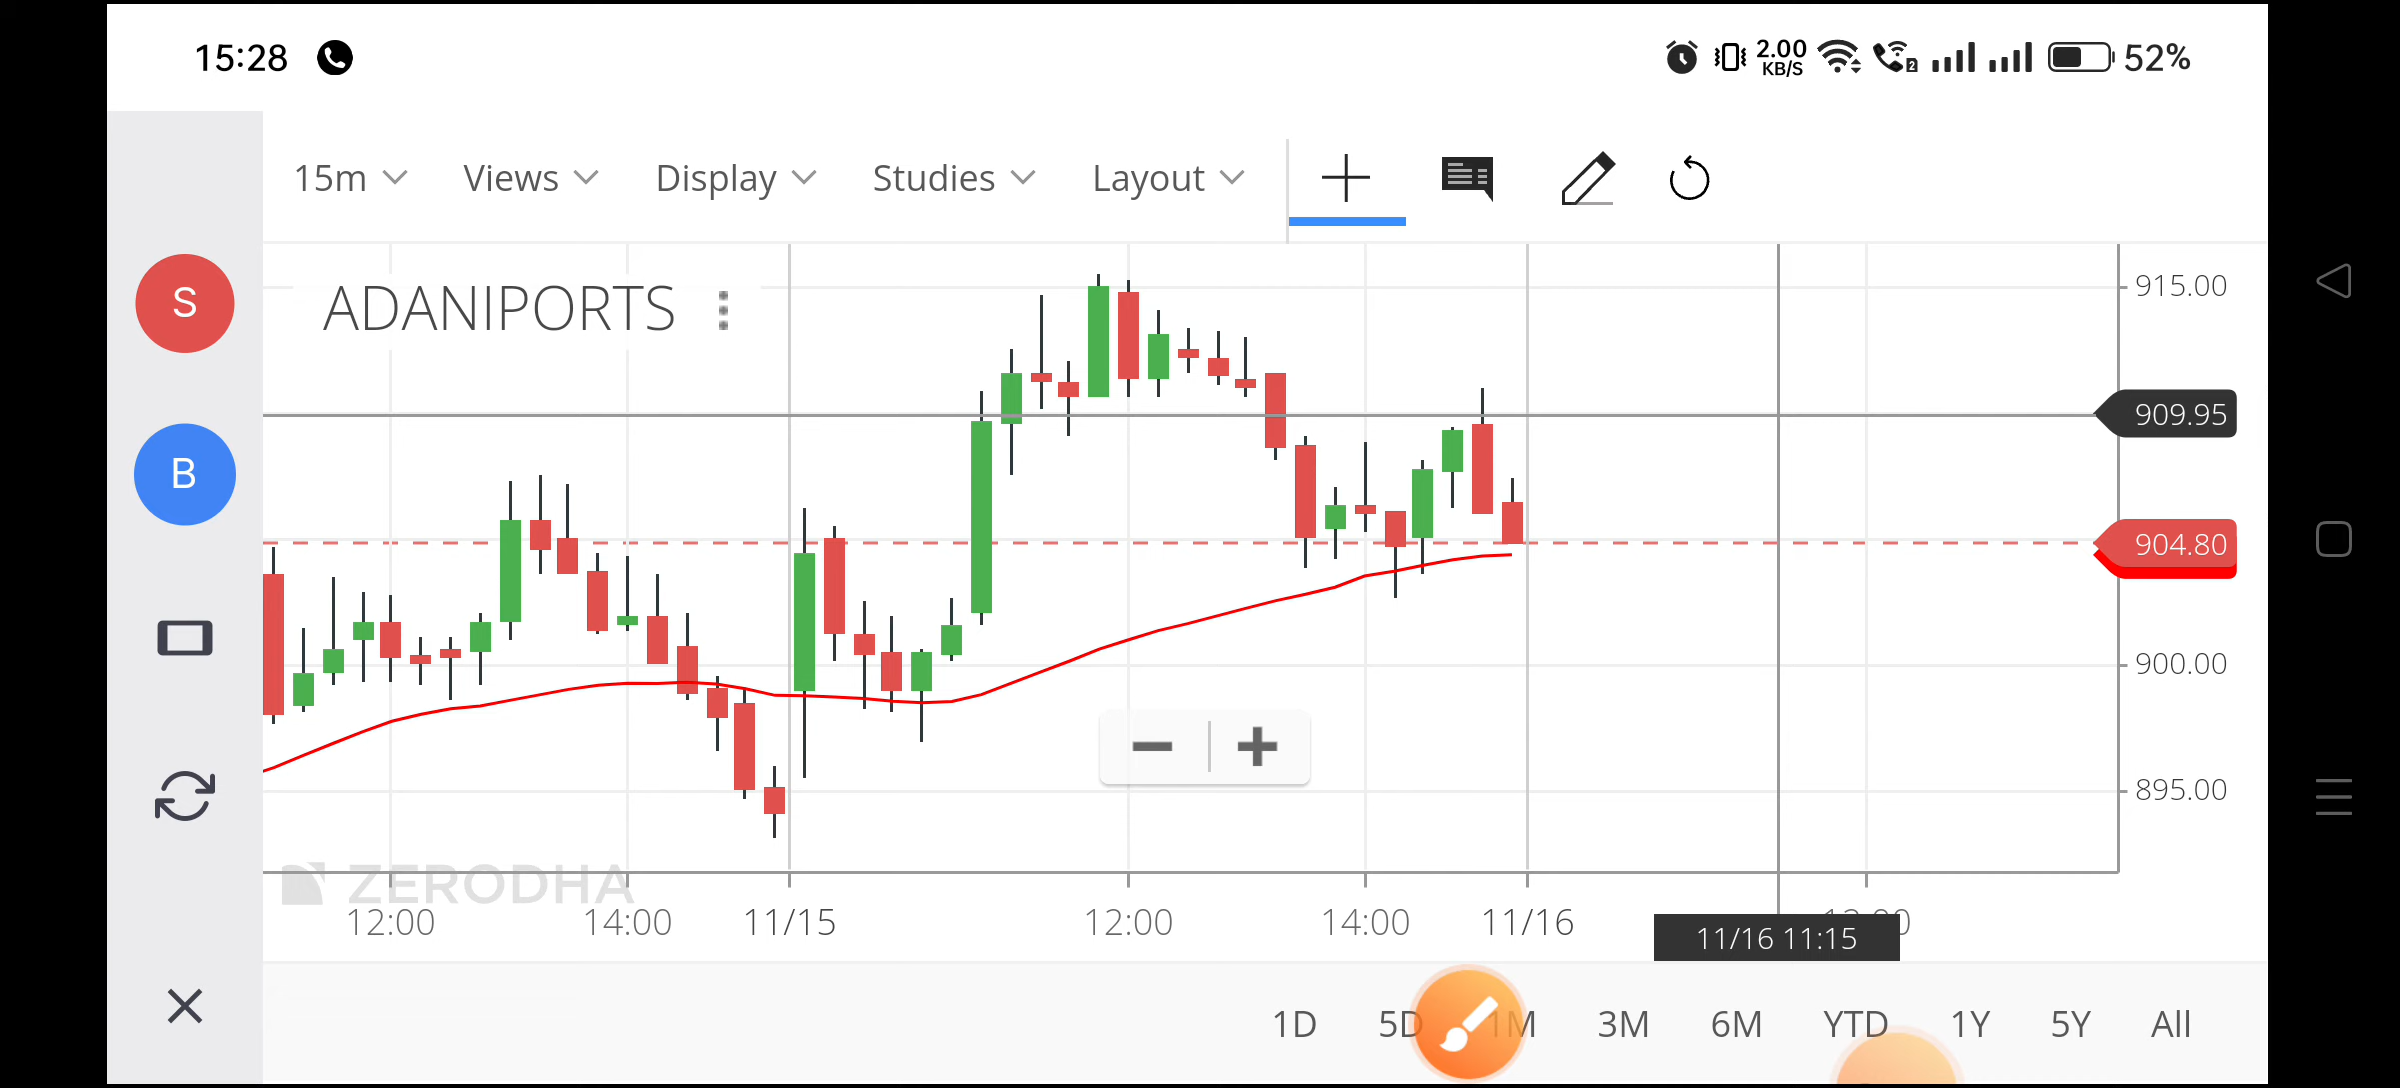 15:28 2.00 KB/S 2 52%
15m Views Display Studies Layout
S
ADANIPORTS
B
915.00
909.95
904.80
900.00
895.00
ZERODHA
12:00 14:00 11/15 12:00 14:00 11/16
11/16 11:15
1D 5D 1M 3M 6M YTD 1Y 5Y All